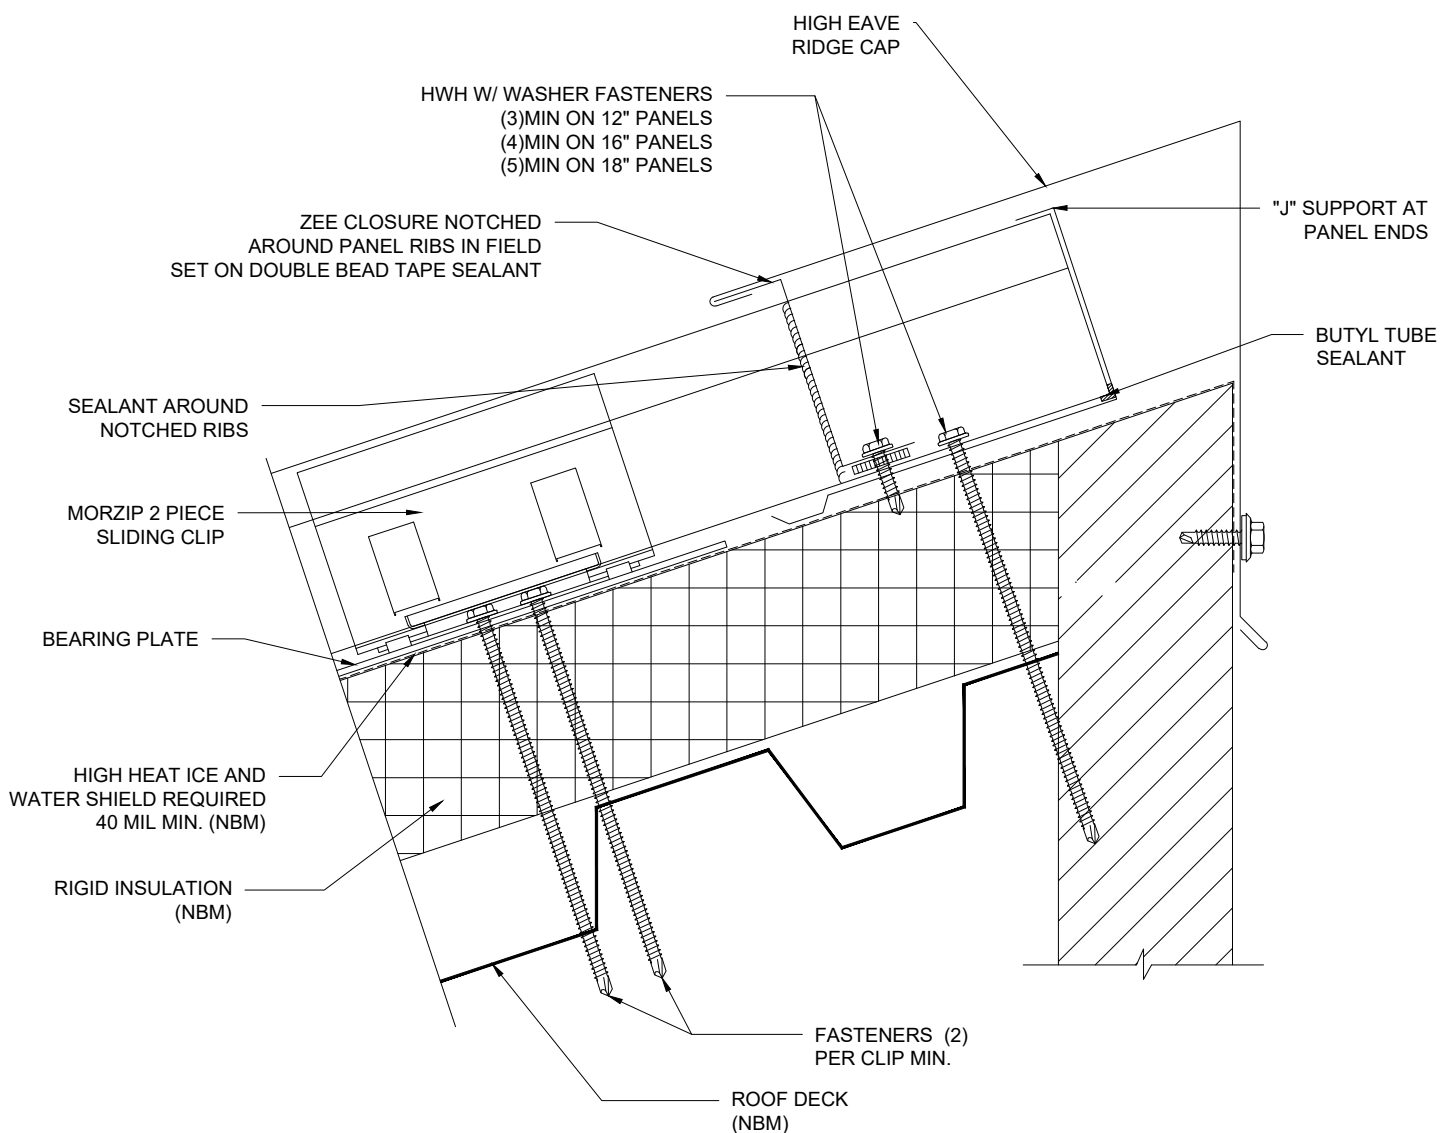 HIGH EAVE
RIDGE CAP
HWH W/ WASHER FASTENERS
(3)MIN ON 12" PANELS
(4)MIN ON 16" PANELS
(5)MIN ON 18" PANELS
ZEE CLOSURE NOTCHED
AROUND PANEL RIBS IN FIELD
SET ON DOUBLE BEAD TAPE SEALANT
"J" SUPPORT AT
PANEL ENDS
BUTYL TUBE
SEALANT
SEALANT AROUND
NOTCHED RIBS
MORZIP 2 PIECE
SLIDING CLIP
BEARING PLATE
HIGH HEAT ICE AND
WATER SHIELD REQUIRED
40 MIL MIN. (NBM)
RIGID INSULATION
(NBM)
FASTENERS (2)
PER CLIP MIN.
ROOF DECK
(NBM)